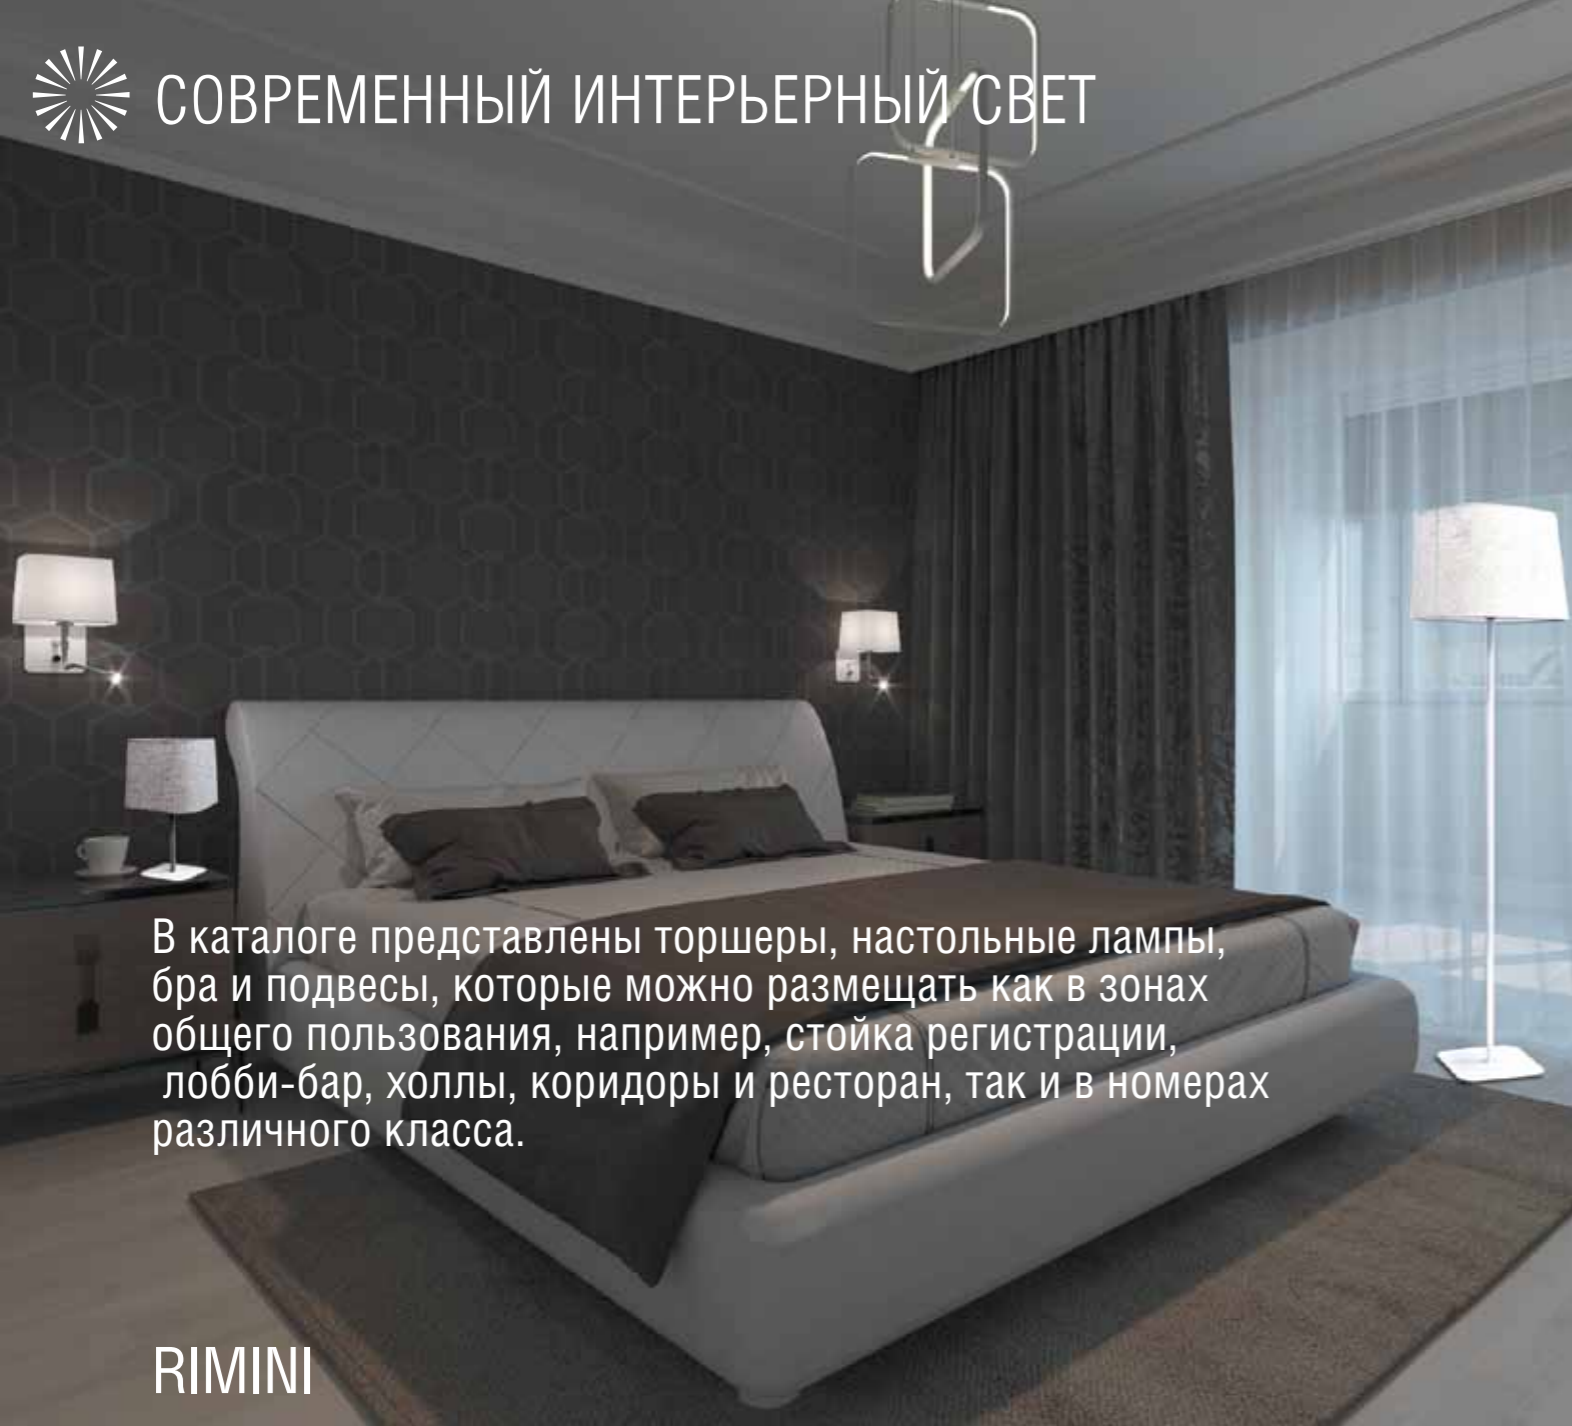 СОВРЕМЕННЫЙ ИНТЕРЬЕРНЫЙ СВЕТ
В каталоге представлены торшеры, настольные лампы,
бра и подвесы, которые можно размещать как в зонах
общего пользования, например, стойка регистрации,
лобби-бар, холлы, коридоры и ресторан, так и в номерах
различного класса.
RIMINI